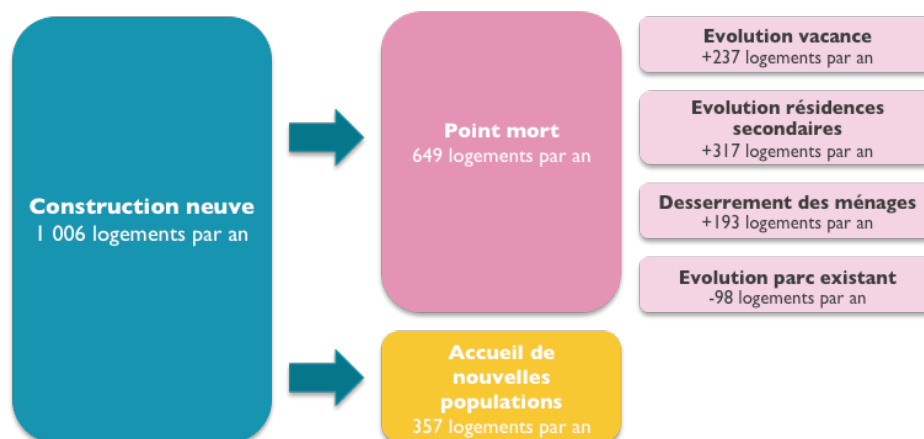 Construction neuve
1 006 logements par an
Point mort
649 logements par an
Accueil de
nouvelles
populations
357 logements par an
Evolution vacance
+237 logements par an
Evolution résidences
secondaires
+317 logements par an
Desserrement des ménages
+193 logements par an
Evolution parc existant
-98 logements par an